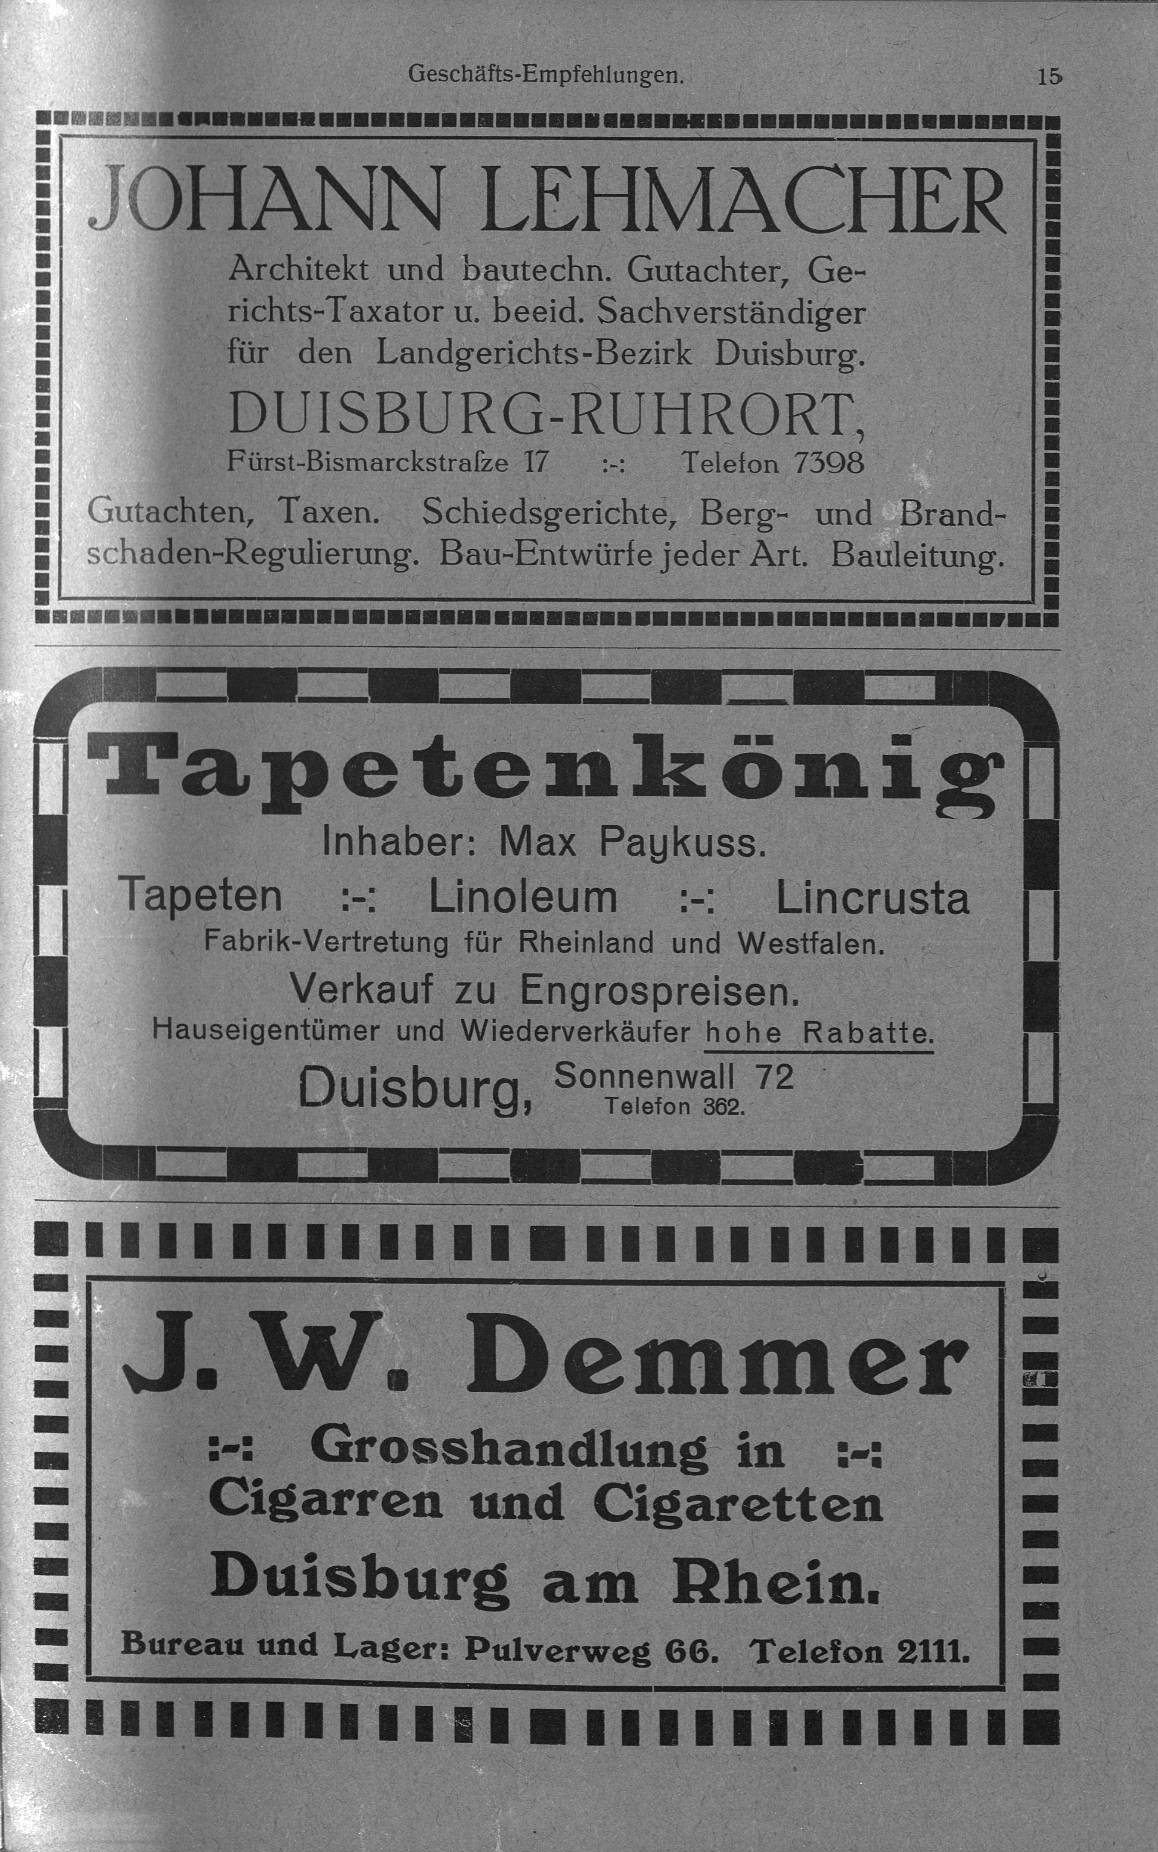 Geschäfts-Empfehlungen. 15
JOHANN LEHMACHER
Architekt und bautechn. Gutachter, Ge-
richts-Taxator u. beeid. Sachverständiger
für den Landgerichts-Bezirk Duisburg.
DUISBURG-RUHRORT,
Fürst-Bismarckstraſze 17 :-: Telefon 7398
Gutachten, Taxen. Schiedsgerichte, Berg- und Brand-
schaden-Regulierung. Bau-Entwürfe jeder Art. Bauleitung.
Tapetenkönig
Inhaber: Max Paykuss.
Tapeten :-: Linoleum :-: Lincrusta
Fabrik-Vertretung für Rheinland und Westfalen.
Verkauf zu Engrospreisen.
Hauseigentümer und Wiederverkäufer hohe Rabatte.
Duisburg, Sonnenwall 72
Telefon 362.
J. W. Demmer
:-: Grosshandlung in :-:
Cigarren und Cigaretten
Duisburg am Rhein.
Bureau und Lager: Pulverweg 66. Telefon 2111.